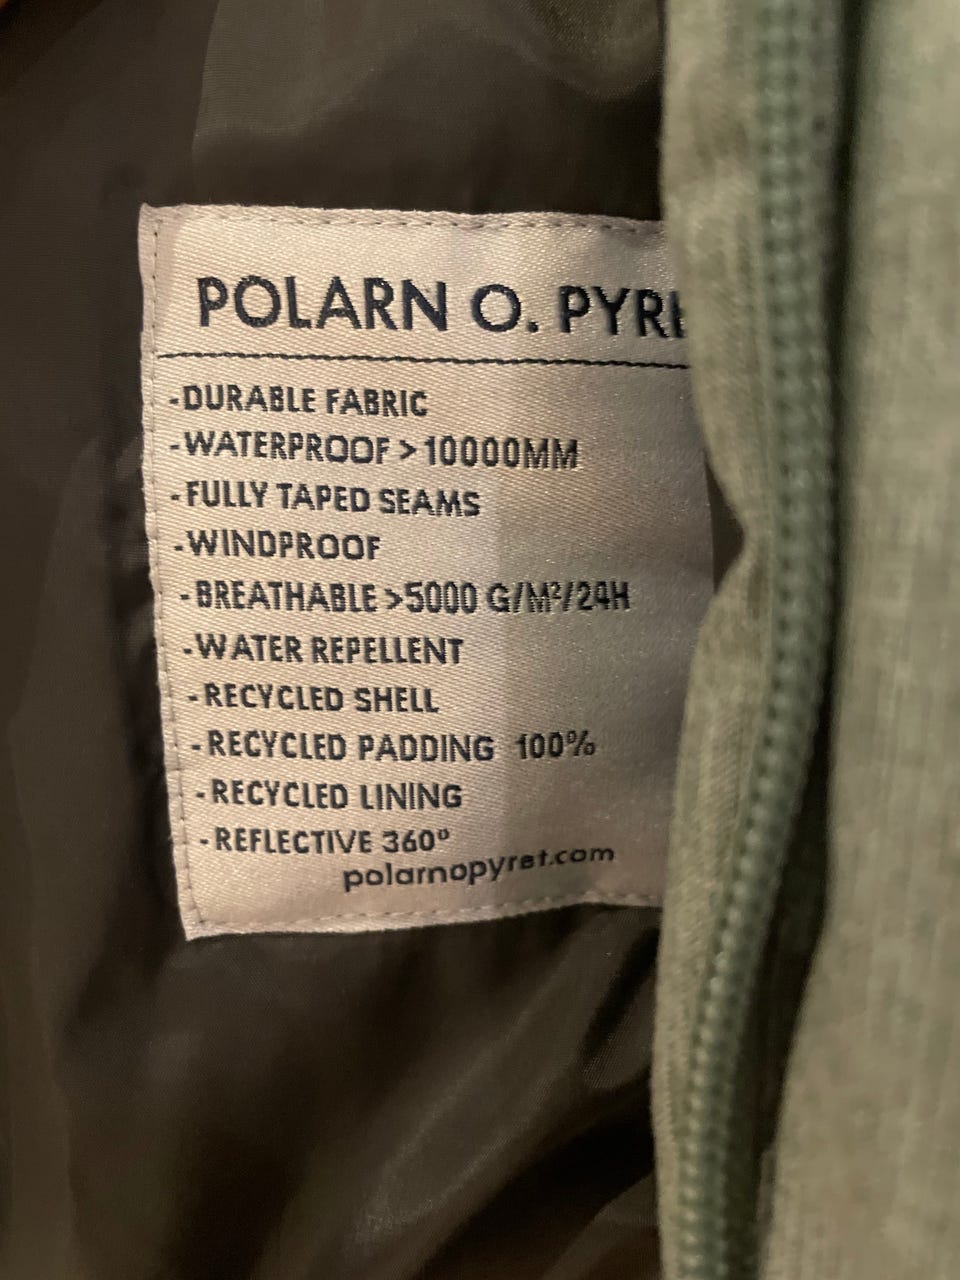 POLARN O. PYR
-DURABLE FABRIC
-WATERPROOF >10000MM
-FULLY TAPED SEAMS
-WINDPROOF
-BREATHABLE >5000 G/M²/24H
-WATER REPELLENT
-RECYCLED SHELL
-RECYCLED PADDING 100%
-RECYCLED LINING
-REFLECTIVE 360°
polarnopyret.com